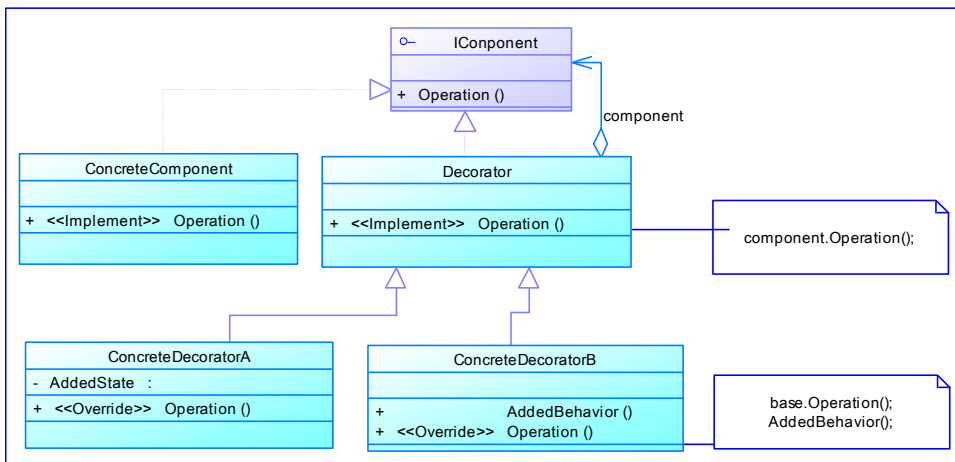 IConponent
+ Operation ()
component
ConcreteComponent
+ <<Implement>> Operation ()
Decorator
+ <<Implement>> Operation ()
component.Operation();
ConcreteDecoratorA
- AddedState :
+ <<Override>> Operation ()
ConcreteDecoratorB
+ AddedBehavior ()
+ <<Override>> Operation ()
base.Operation();
AddedBehavior();